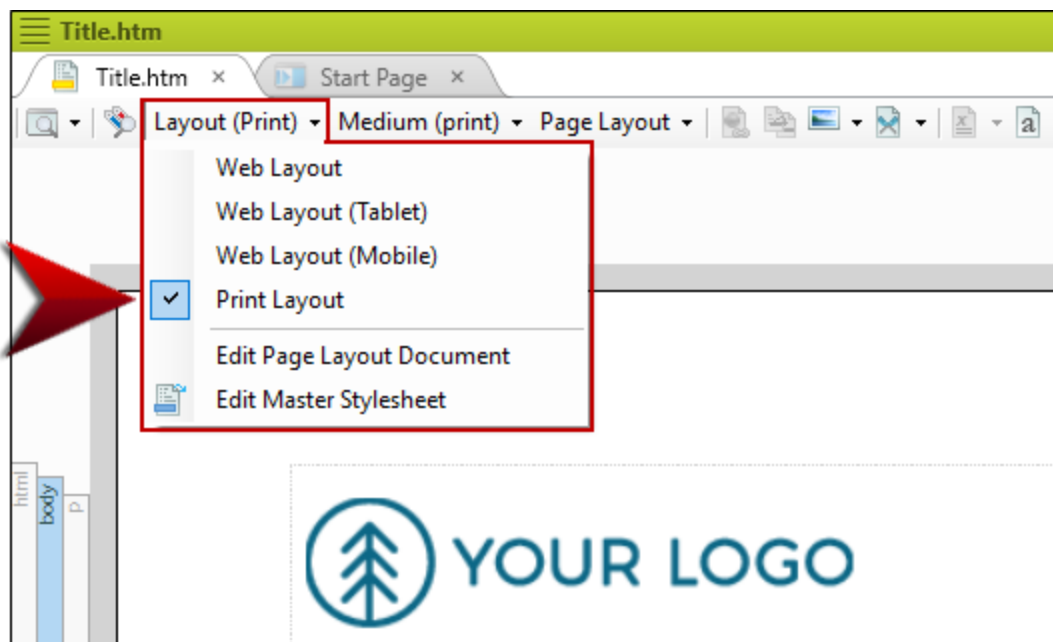 Title.htm
Title.htm × Start Page ×
Layout (Print) Medium (print) Page Layout a
Web Layout
Web Layout (Tablet)
Web Layout (Mobile)
Print Layout
Edit Page Layout Document
Edit Master Stylesheet
html
body
p
YOUR LOGO